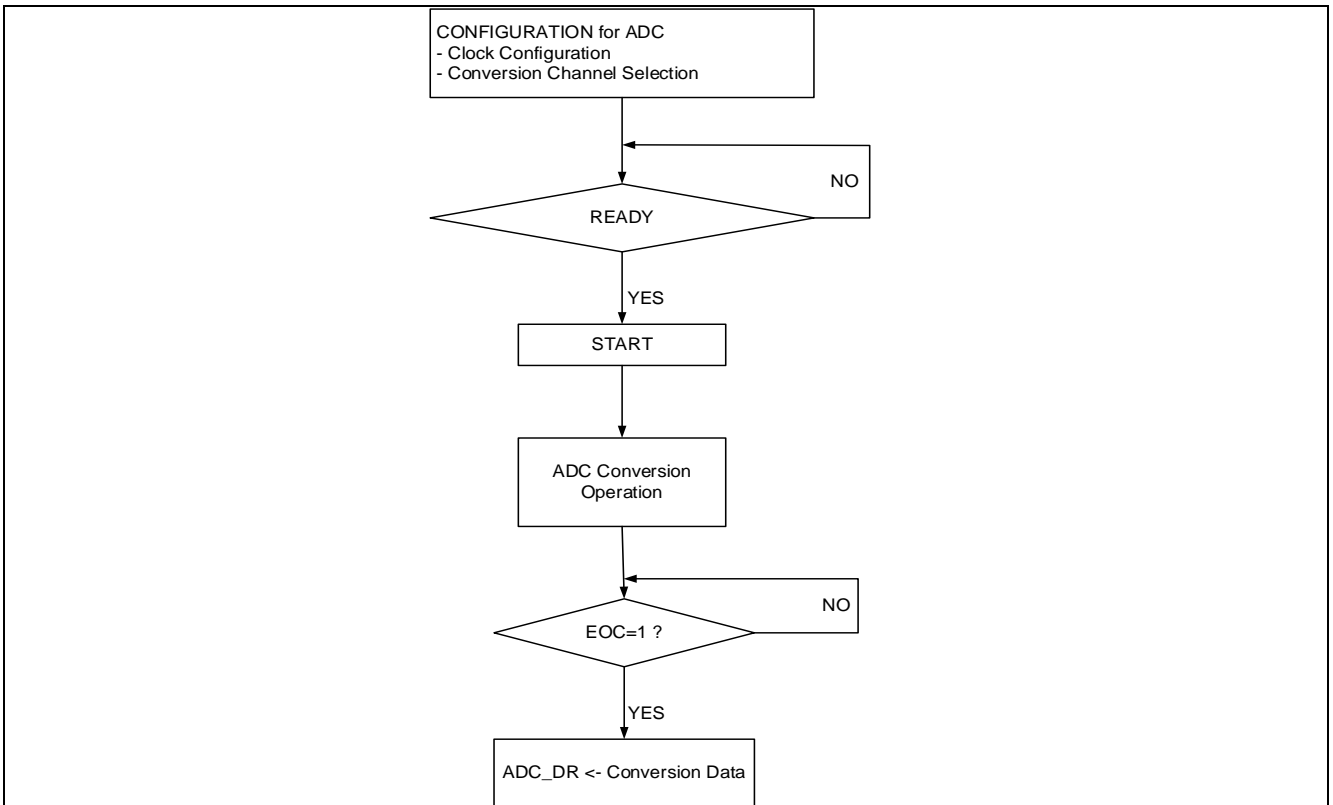 CONFIGURATION for ADC
- Clock Configuration
- Conversion Channel Selection
NO
READY
YES
START
ADC Conversion
Operation
NO
EOC=1 ?
YES
ADC_DR <- Conversion Data